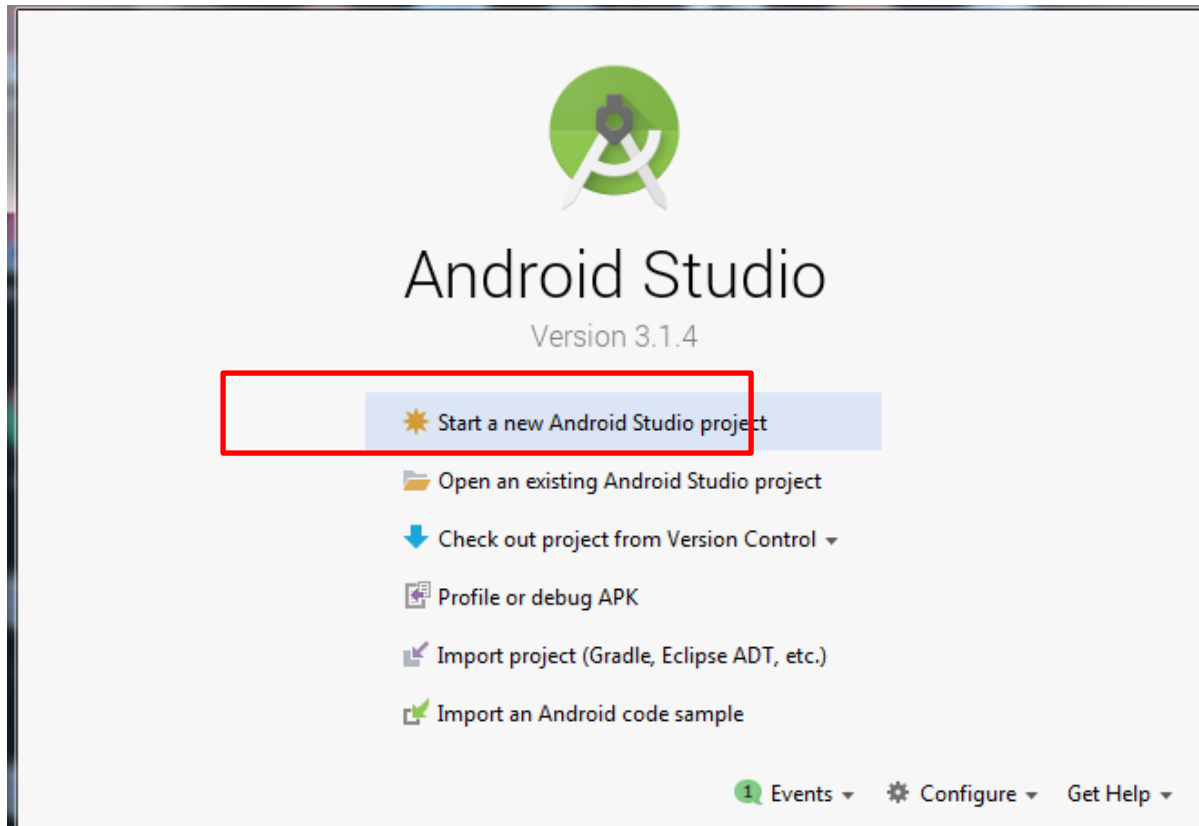 Android Studio
Version 3.1.4
Start a new Android Studio project
Open an existing Android Studio project
Check out project from Version Control
Profile or debug APK
Import project (Gradle, Eclipse ADT, etc.)
Import an Android code sample
1 Events Configure Get Help